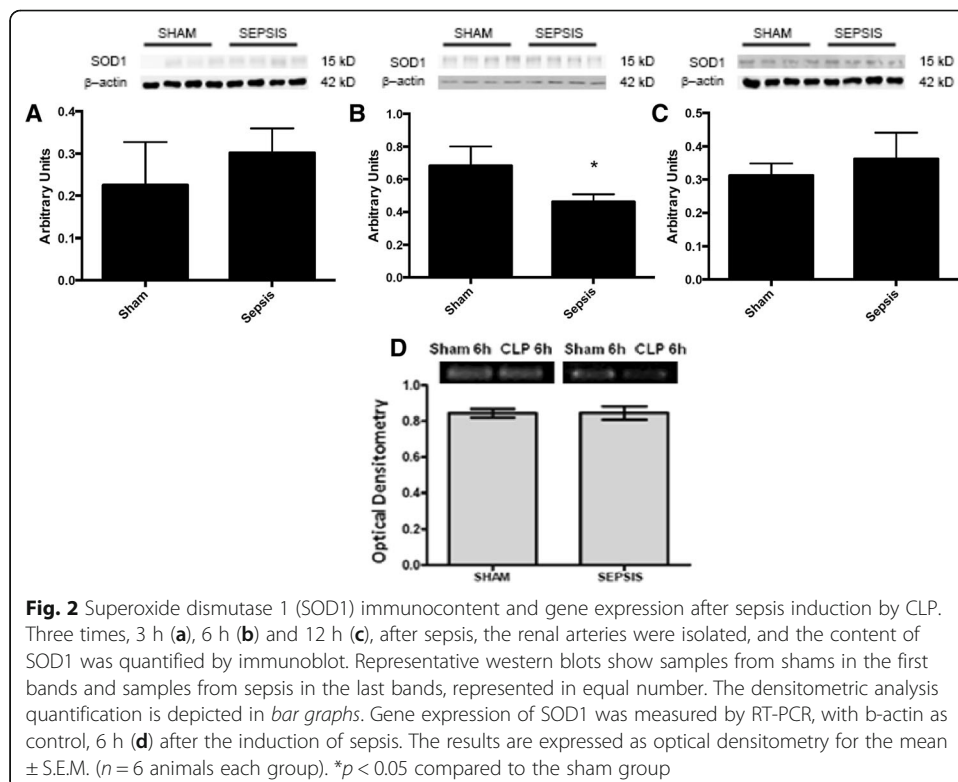 SHAM SEPSIS SHAM SEPSIS SHAM SEPSIS
SOD1 15 kD SOD1 15 kD SOD1 15 kD
β–actin 42 kD β–actin 42 kD β–actin 42 kD
A B C
0.4 1.0 0.5
0.8 0.4
0.3 0.6 0.3
0.2 0.4 0.2
0.1 0.2 0.1
0.0 0.0 0.0
*
Arbitrary Units Arbitrary Units Arbitrary Units
Sham Sepsis Sham Sepsis Sham Sepsis
D
Sham 6h CLP 6h Sham 6h CLP 6h
1.0
0.8
0.6
0.4
0.2
0.0
Optical Densitometry
SHAM SEPSIS
Fig. 2 Superoxide dismutase 1 (SOD1) immunocontent and gene expression after sepsis induction by CLP.
Three times, 3 h (a), 6 h (b) and 12 h (c), after sepsis, the renal arteries were isolated, and the content of
SOD1 was quantified by immunoblot. Representative western blots show samples from shams in the first
bands and samples from sepsis in the last bands, represented in equal number. The densitometric analysis
quantification is depicted in bar graphs. Gene expression of SOD1 was measured by RT-PCR, with b-actin as
control, 6 h (d) after the induction of sepsis. The results are expressed as optical densitometry for the mean
± S.E.M. (n = 6 animals each group). *p < 0.05 compared to the sham group